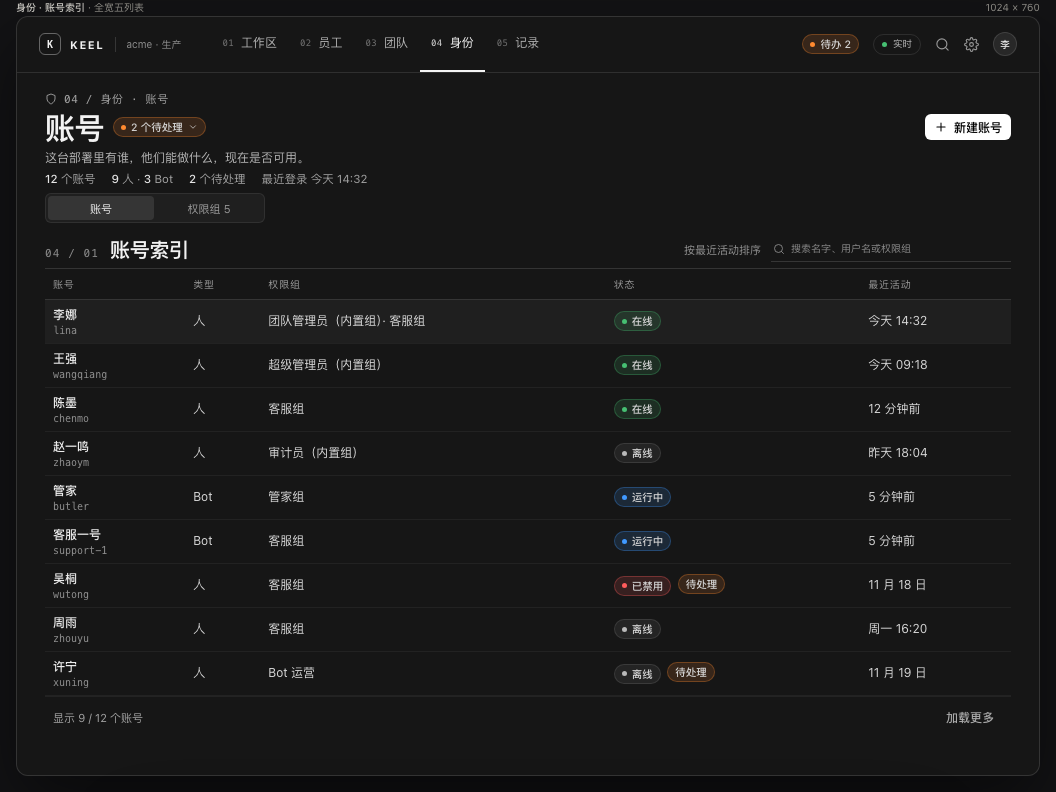 身份 · 账号索引 · 全宽五列表
1024 × 760
K KEEL acme · 生产 01 工作区 02 员工 03 团队 04 身份 05 记录 待办 2 实时 李
04 / 身份 · 账号
账号 2 个待处理
新建账号
这台部署里有谁，他们能做什么，现在是否可用。
12 个账号 9 人 · 3 Bot 2 个待处理 最近登录 今天 14:32
账号 权限组 5
04 / 01 账号索引 按最近活动排序 搜索名字、用户名或权限组
账号 类型 权限组 状态 最近活动
李娜
lina
人 团队管理员（内置组）· 客服组 在线 今天 14:32
王强
wangqiang
人 超级管理员（内置组） 在线 今天 09:18
陈墨
chenmo
人 客服组 在线 12 分钟前
赵一鸣
zhaoym
人 审计员（内置组） 离线 昨天 18:04
管家
butler
Bot 管家组 运行中 5 分钟前
客服一号
support-1
Bot 客服组 运行中 5 分钟前
吴桐
wutong
人 客服组 已禁用 待处理 11 月 18 日
周雨
zhouyu
人 客服组 离线 周一 16:20
许宁
xuning
人 Bot 运营 离线 待处理 11 月 19 日
显示 9 / 12 个账号 加载更多